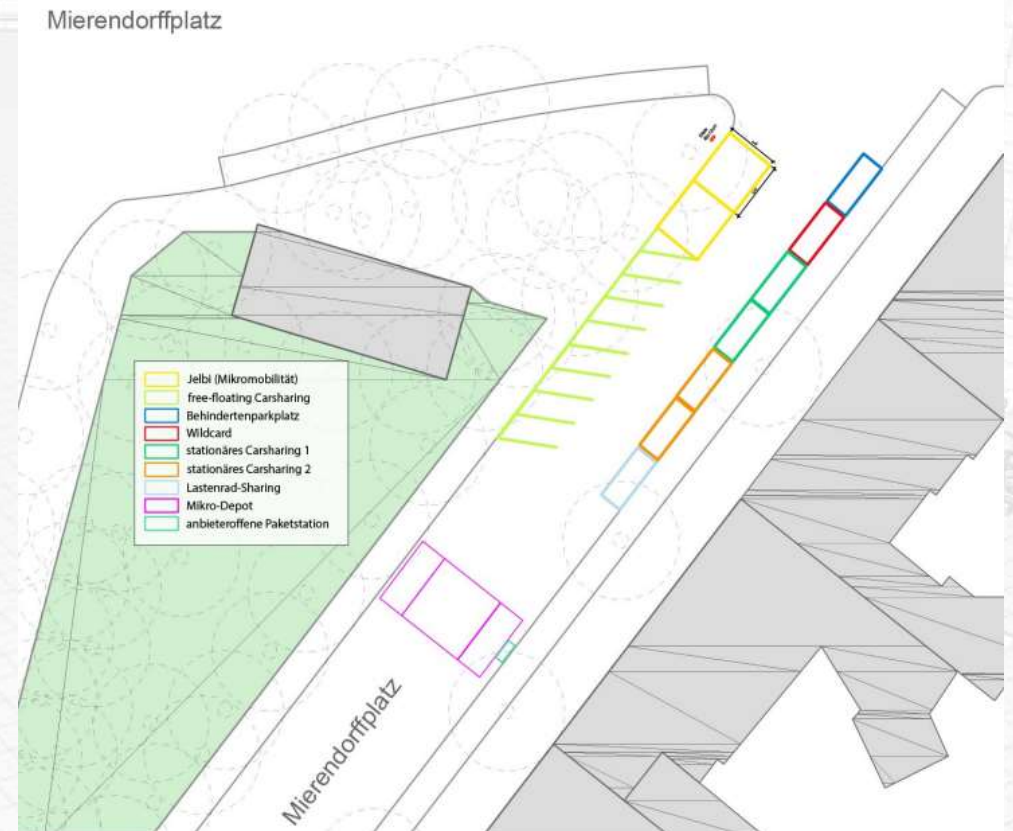 Mierendorffplatz
Jelbi (Mikromobilität)
free-floating Carsharing
Behindertenparkplatz
Wildcard
stationäres Carsharing 1
stationäres Carsharing 2
Lastenrad-Sharing
Mikro-Depot
anbieteroffene Paketstation
Mierendorffplatz